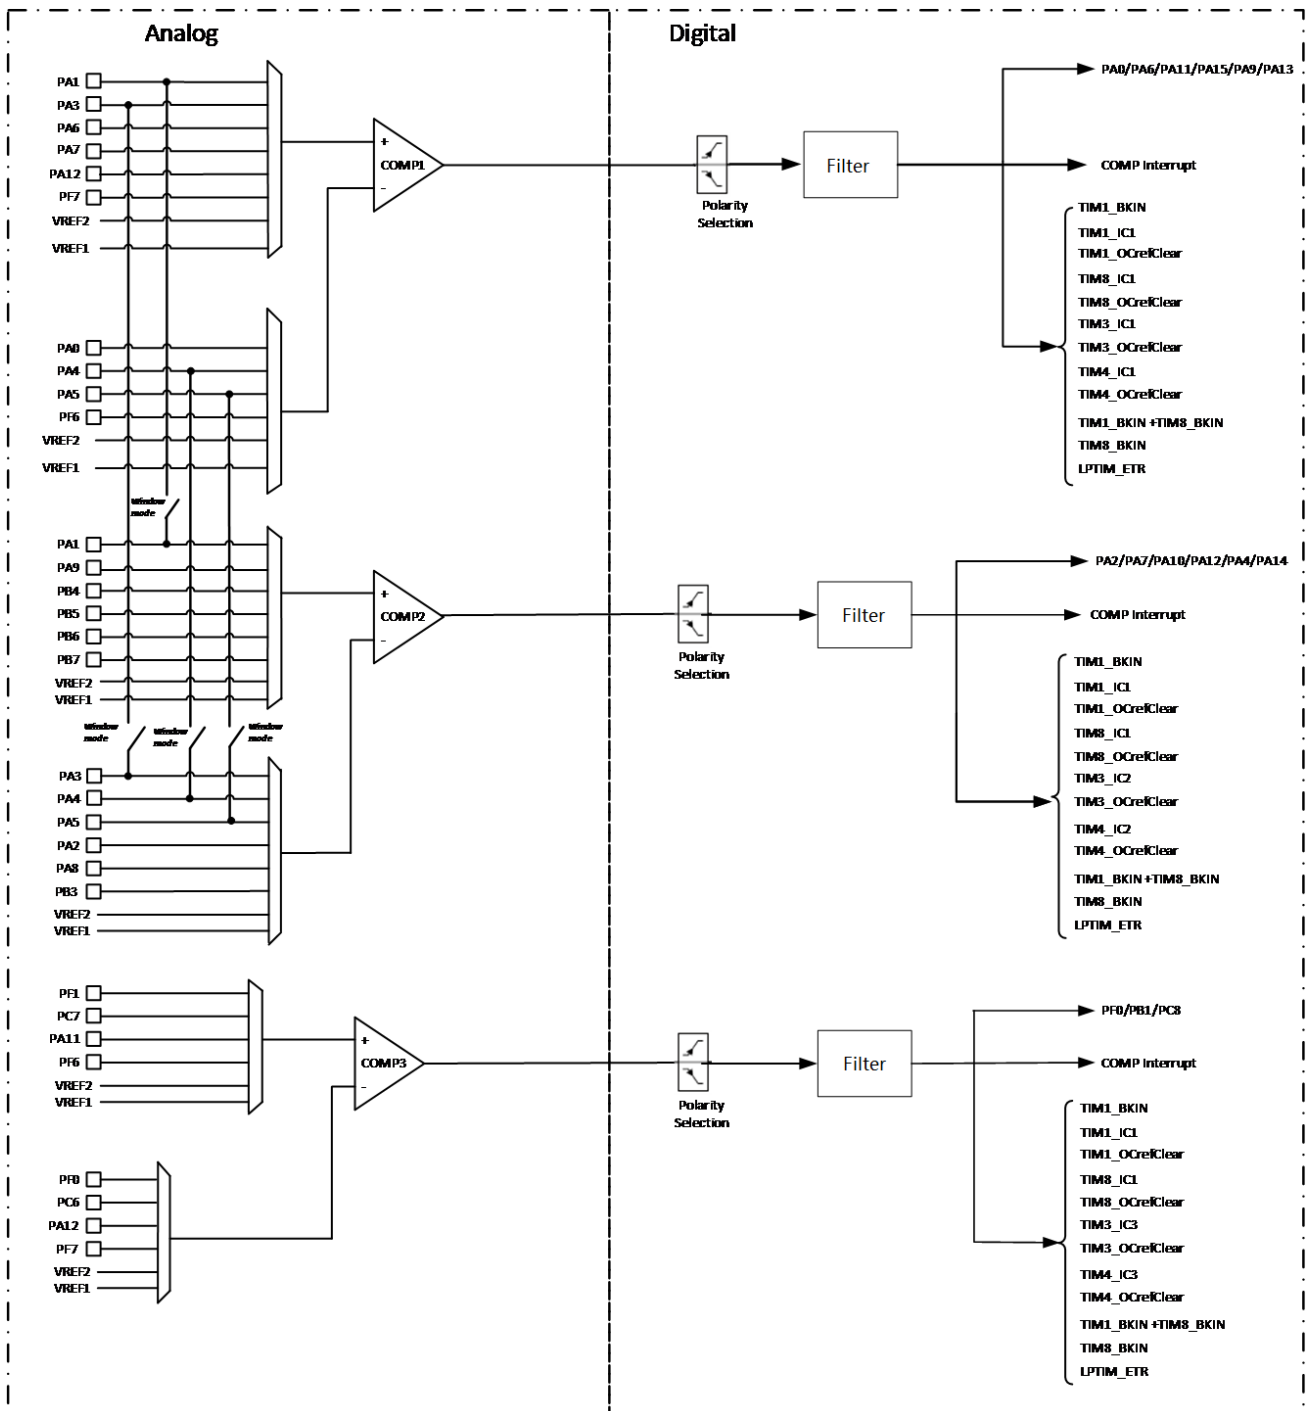 Analog
Digital
PA1
PA3
PA6
PA7
PA12
PF7
VREF2
VREF1
+
COMP1
-
PA0
PA4
PA5
PF6
VREF2
VREF1
Polarity
Selection
Filter
PA0/PA6/PA11/PA15/PA9/PA13
COMP Interrupt
TIM1_BKIN
TIM1_IC1
TIM1_OCrefClear
TIM8_IC1
TIM8_OCrefClear
TIM3_IC1
TIM3_OCrefClear
TIM4_IC1
TIM4_OCrefClear
TIM1_BKIN +TIM8_BKIN
TIM8_BKIN
LPTIM_ETR
Window
mode
PA1
PA9
PB4
PB5
PB6
PB7
VREF2
VREF1
+
COMP2
-
Window
mode
Window
mode
Window
mode
PA3
PA4
PA5
PA2
PA8
PB3
VREF2
VREF1
Polarity
Selection
Filter
PA2/PA7/PA10/PA12/PA4/PA14
COMP Interrupt
TIM1_BKIN
TIM1_IC1
TIM1_OCrefClear
TIM8_IC1
TIM8_OCrefClear
TIM3_IC2
TIM3_OCrefClear
TIM4_IC2
TIM4_OCrefClear
TIM1_BKIN +TIM8_BKIN
TIM8_BKIN
LPTIM_ETR
PF1
PC7
PA11
PF6
VREF2
VREF1
+
COMP3
-
PF0
PC6
PA12
PF7
VREF2
VREF1
Polarity
Selection
Filter
PF0/PB1/PC8
COMP Interrupt
TIM1_BKIN
TIM1_IC1
TIM1_OCrefClear
TIM8_IC1
TIM8_OCrefClear
TIM3_IC3
TIM3_OCrefClear
TIM4_IC3
TIM4_OCrefClear
TIM1_BKIN +TIM8_BKIN
TIM8_BKIN
LPTIM_ETR